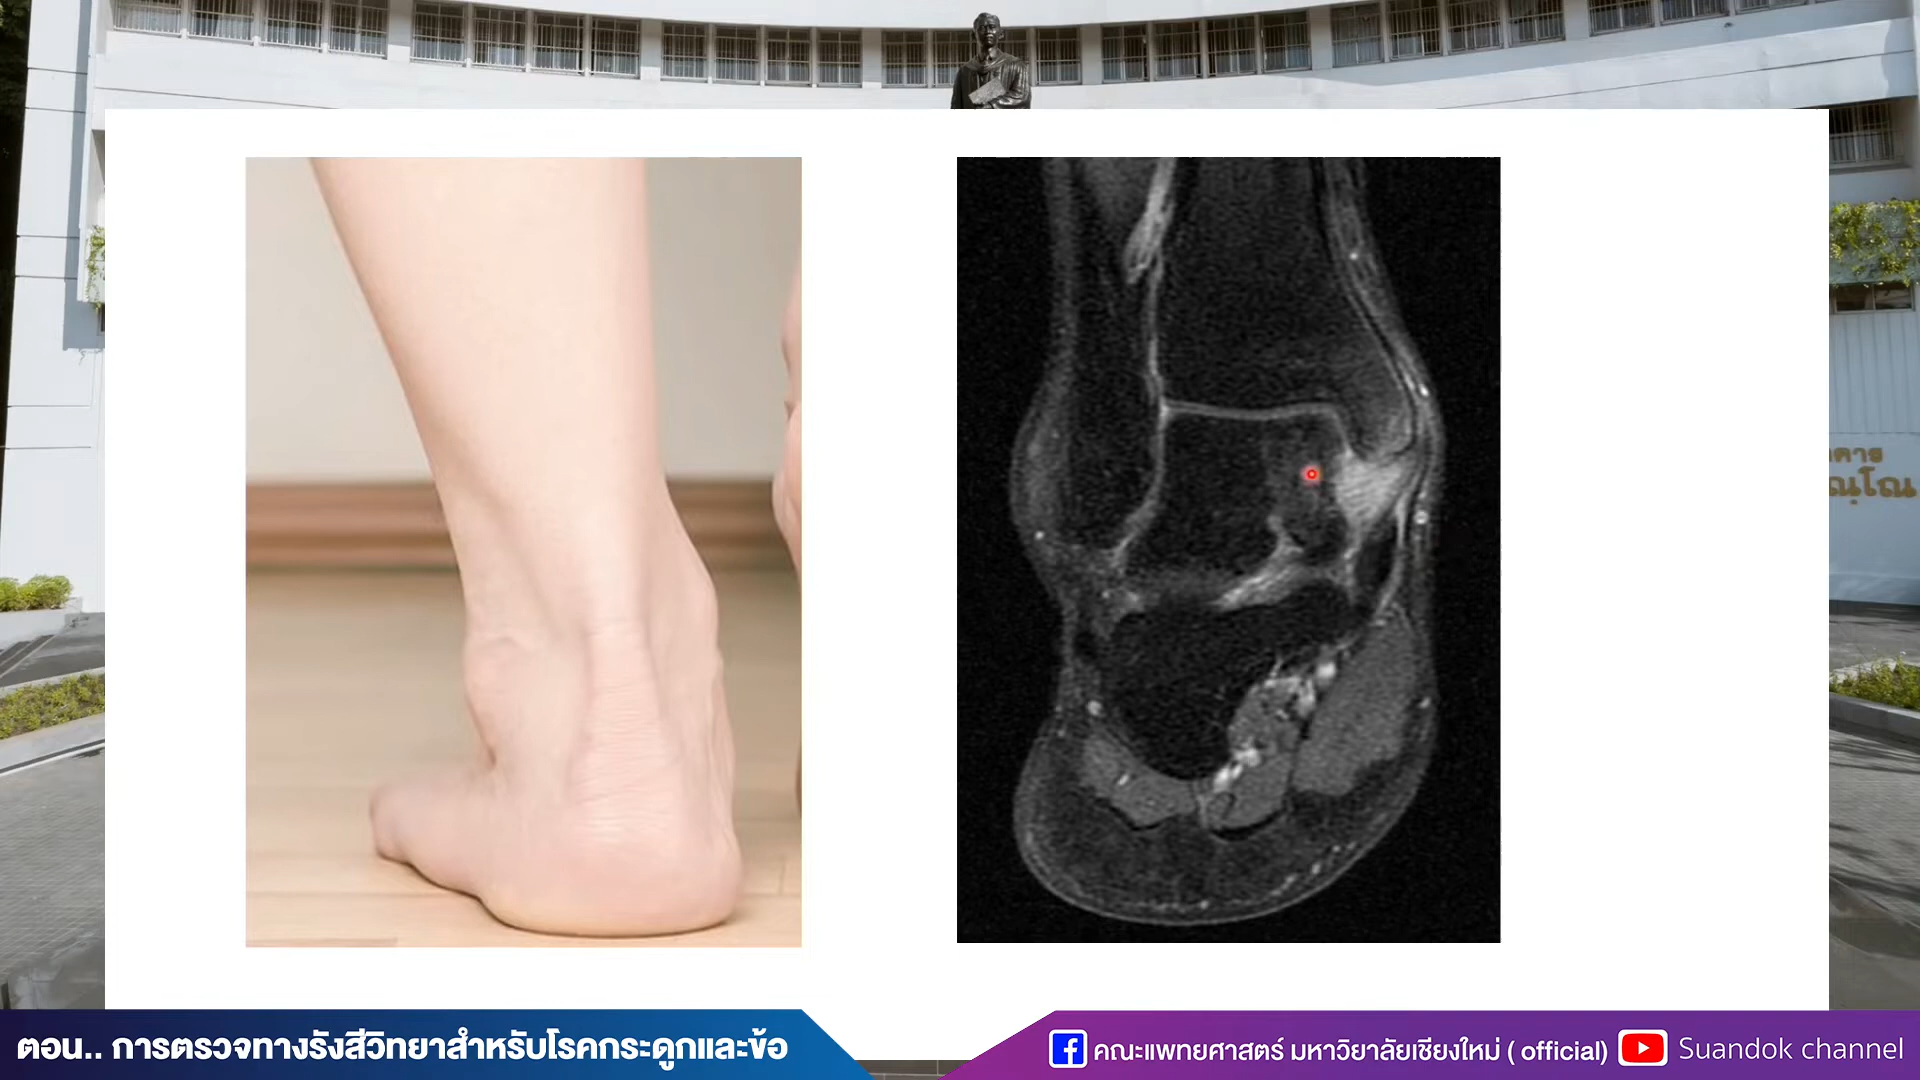 ตอน.. การตรวจทางรังสีวิทยาสำหรับโรคกระดูกและข้อ
คณะแพทยศาสตร์ มหาวิทยาลัยเชียงใหม่ ( official)
Suandok channel